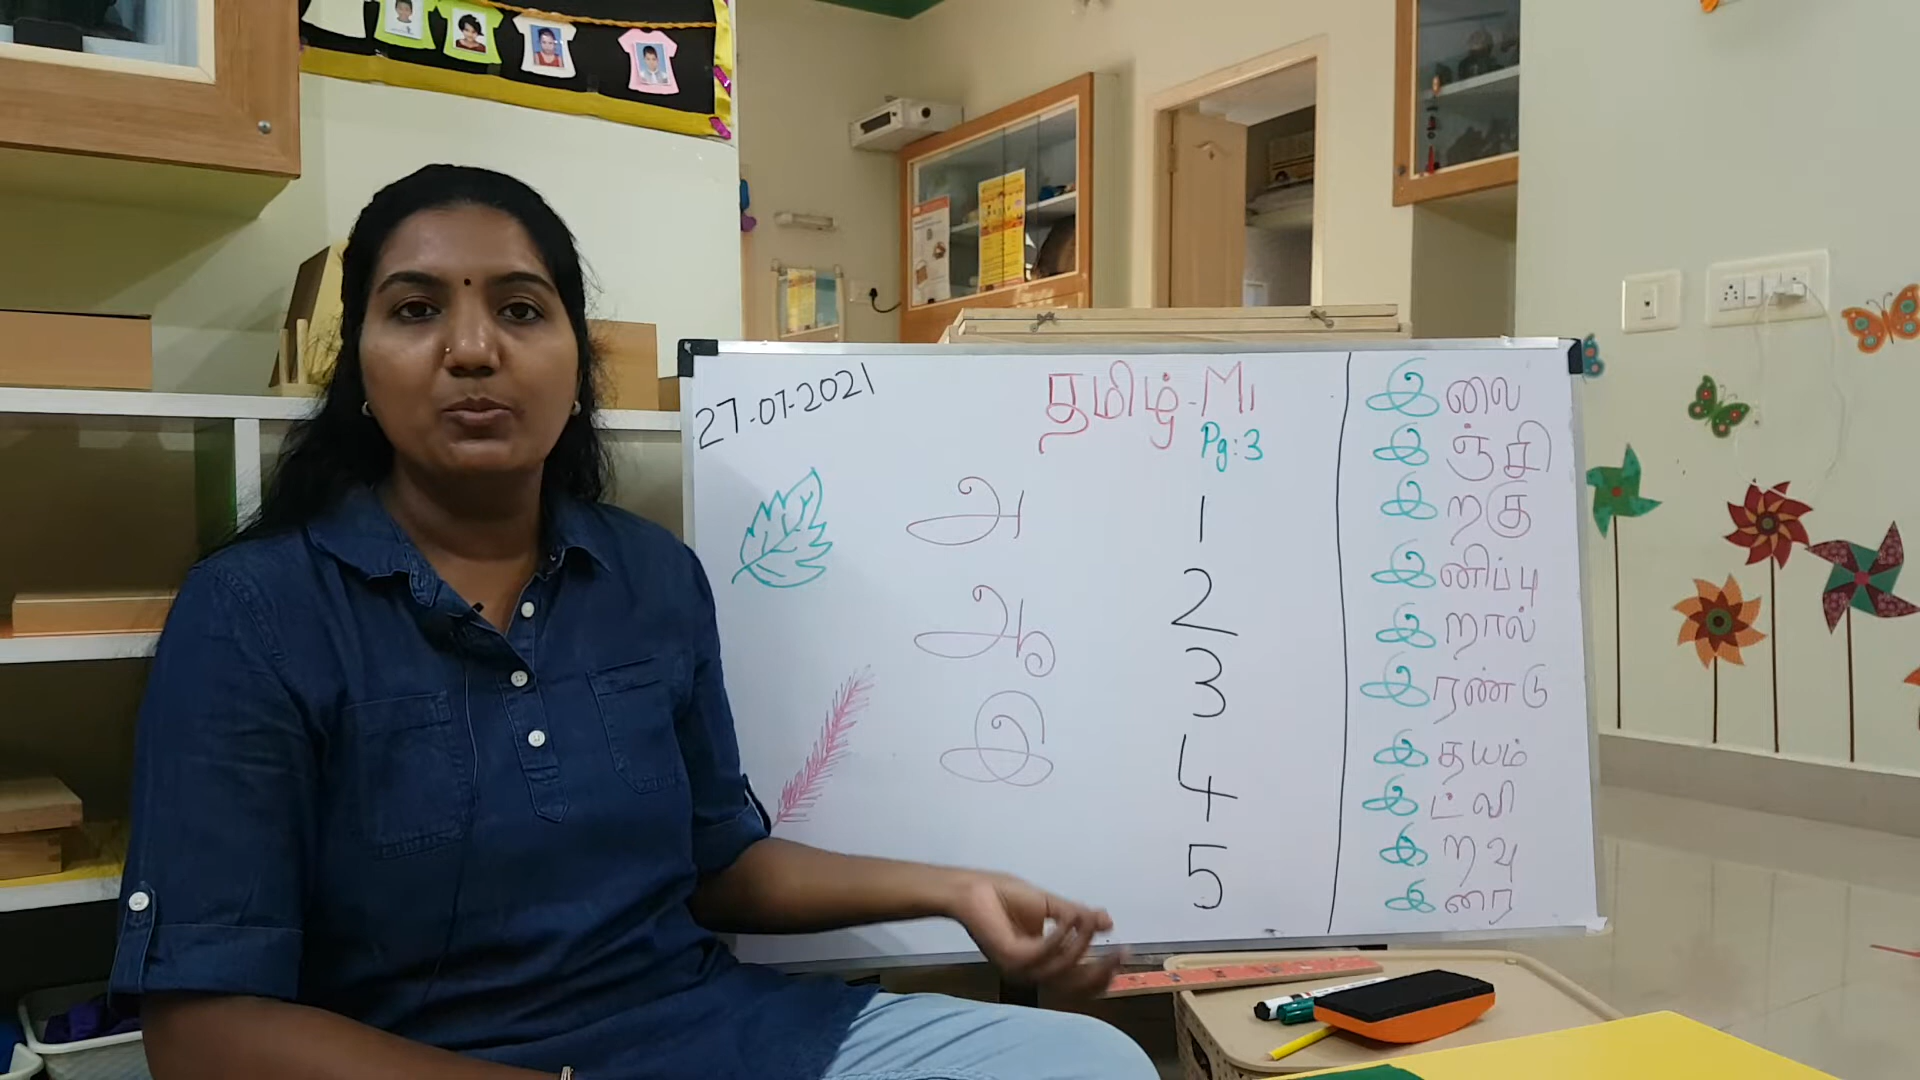 27-07-2021
தமிழ்-M1
Pg:3
அ 1
ஆ 2
இ 3
4
5
இலை
இஞ்சி
இறகு
இனிப்பு
இறால்
இரண்டு
இதயம்
இட்லி
இறவு
இரை